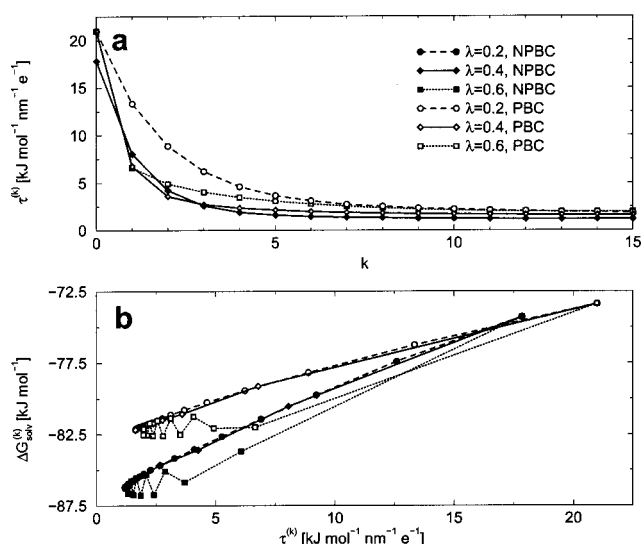 a
τ(k) [kJ mol−1 nm−1 e−1]
20
15
10
5
0
λ=0.2, NPBC
λ=0.4, NPBC
λ=0.6, NPBC
λ=0.2, PBC
λ=0.4, PBC
λ=0.6, PBC
0 5 10 15
k
b
ΔG(k)solv [kJ mol−1]
−72.5
−77.5
−82.5
−87.5
0 5 10 15 20
τ(k) [kJ mol−1 nm−1 e−1]